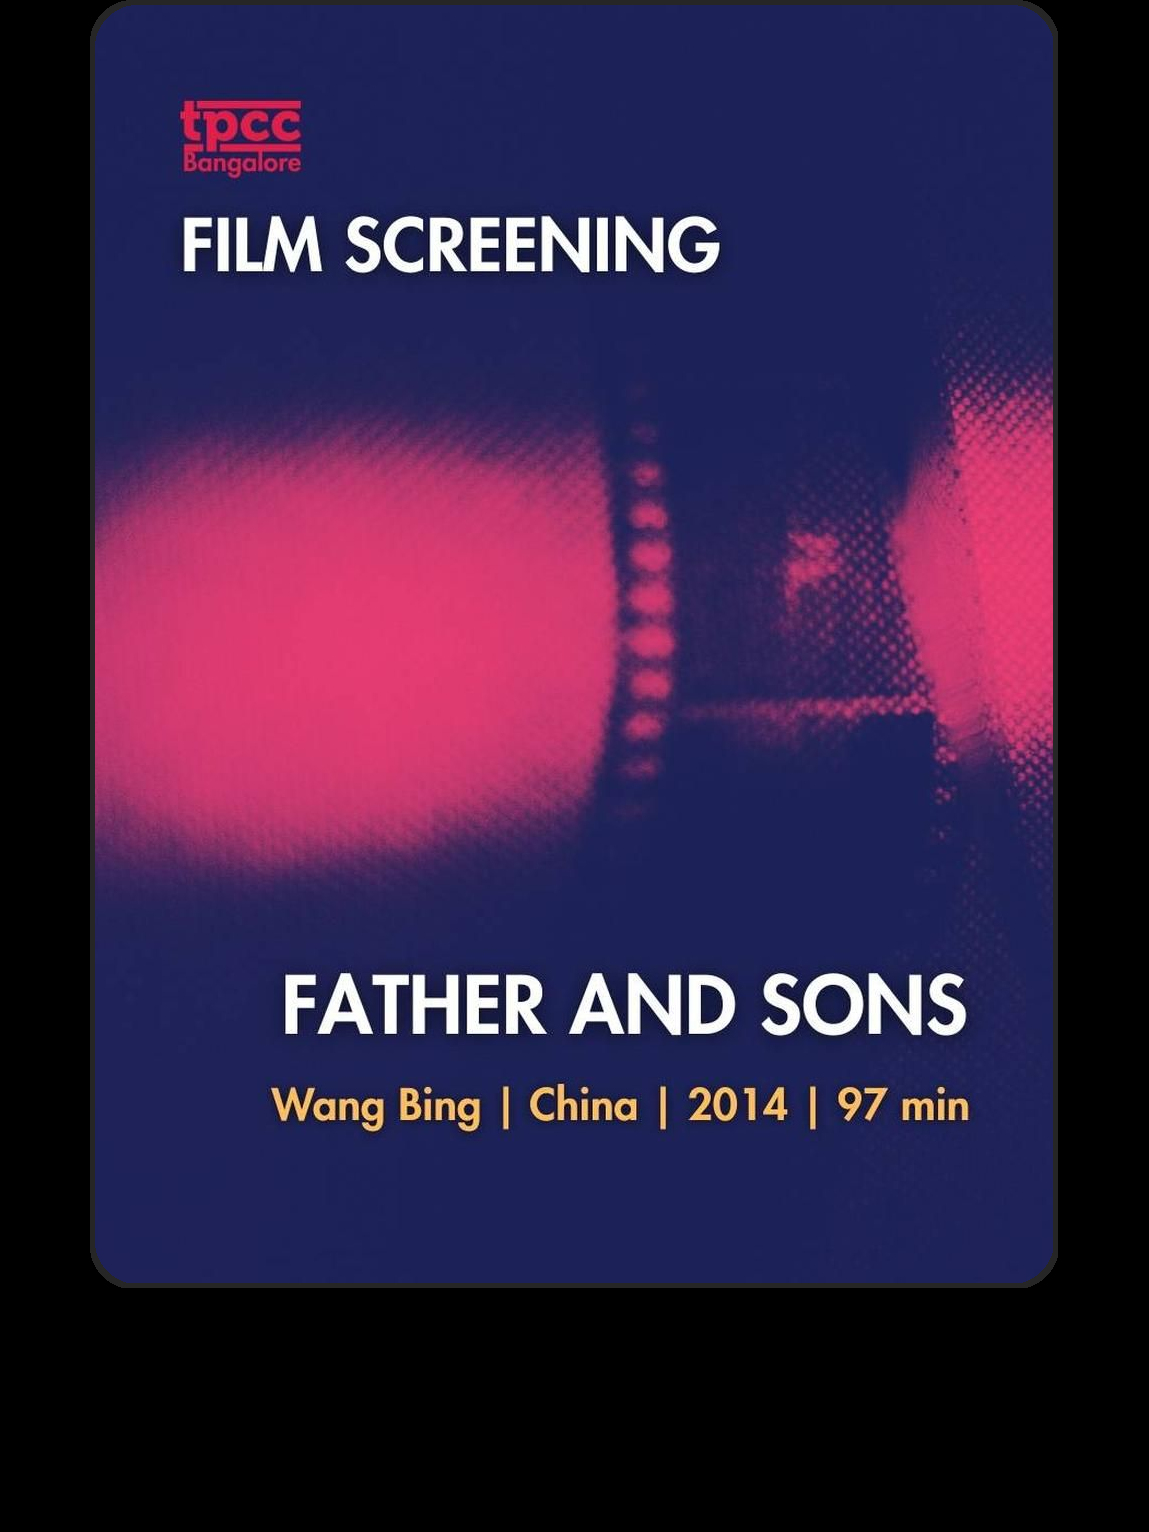 tpcc
Bangalore
FILM SCREENING
FATHER AND SONS
Wang Bing | China | 2014 | 97 min